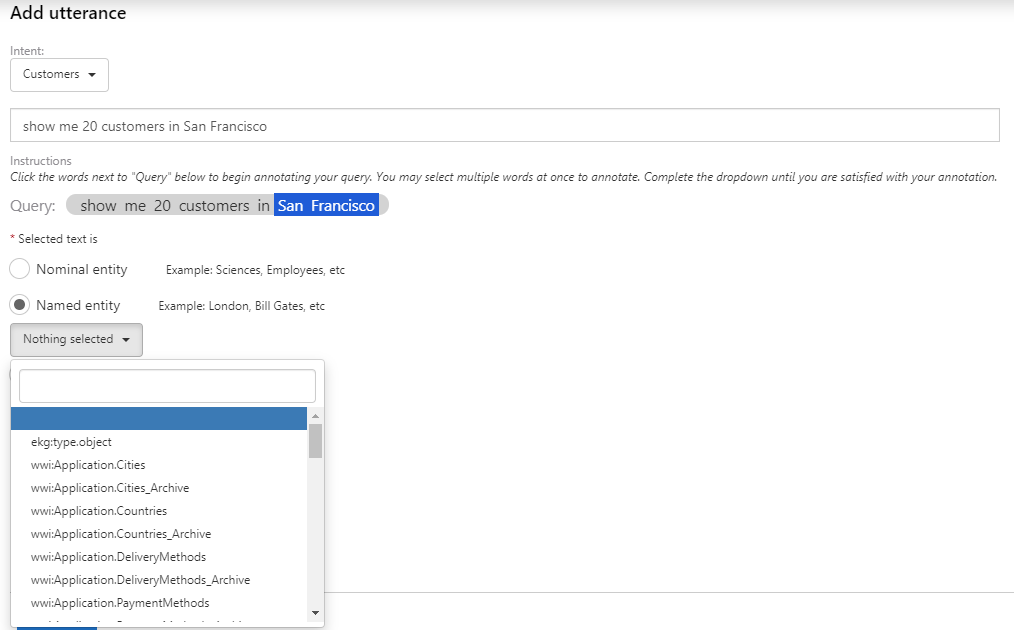 Add utterance
Intent:
Customers
show me 20 customers in San Francisco
Instructions
Click the words next to "Query" below to begin annotating your query. You may select multiple words at once to annotate. Complete the dropdown until you are satisfied with your annotation.
Query: show me 20 customers in San Francisco
* Selected text is
Nominal entity Example: Sciences, Employees, etc
Named entity Example: London, Bill Gates, etc
Nothing selected
ekg:type.object
wwi:Application.Cities
wwi:Application.Cities_Archive
wwi:Application.Countries
wwi:Application.Countries_Archive
wwi:Application.DeliveryMethods
wwi:Application.DeliveryMethods_Archive
wwi:Application.PaymentMethods